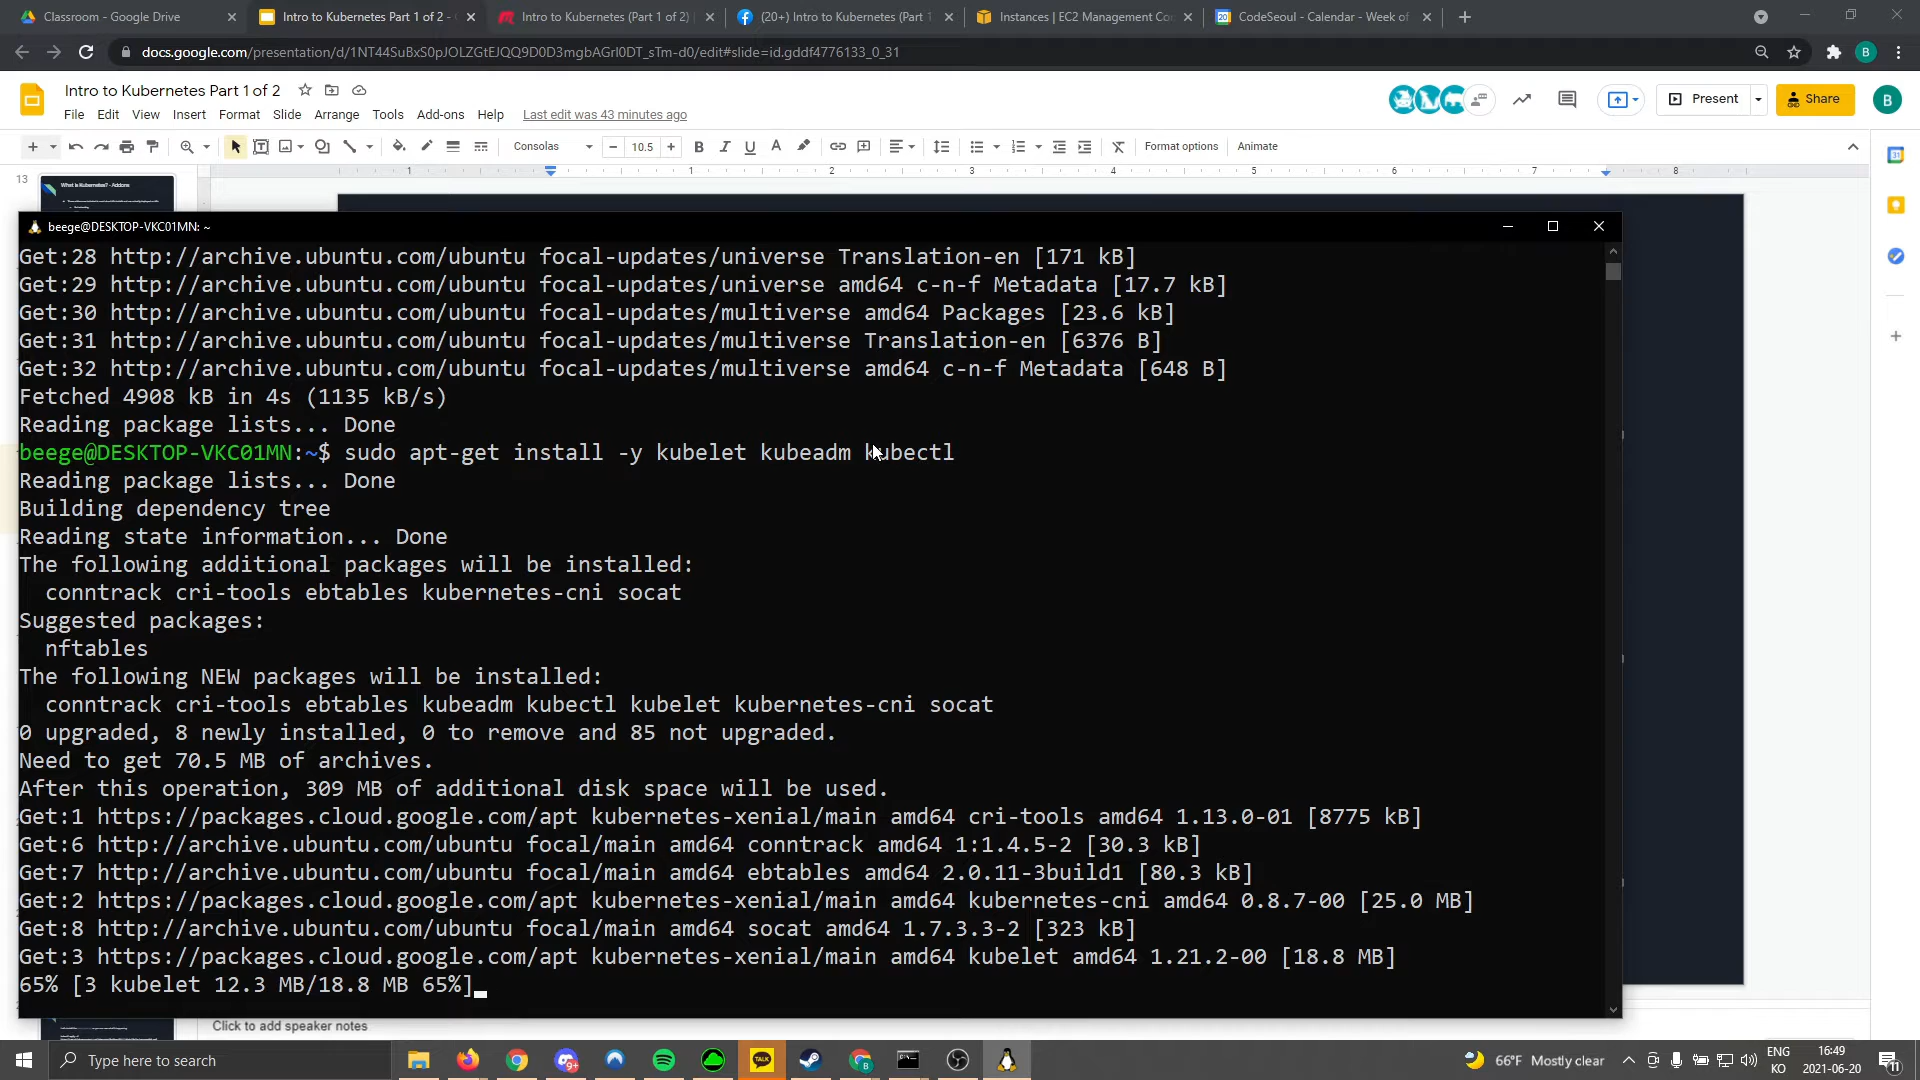 Classroom - Google Drive
Intro to Kubernetes Part 1 of 2 -
Intro to Kubernetes (Part 1 of 2)
(20+) Intro to Kubernetes (Part
Instances | EC2 Management Co
CodeSeoul - Calendar - Week of
docs.google.com/presentation/d/1NT44SuBxS0pJOLZGtEJQQ9D0D3mgbAGrI0DT_sTm-d0/edit#slide=id.gddf4776133_0_31
B
Intro to Kubernetes Part 1 of 2
File Edit View Insert Format Slide Arrange Tools Add-ons Help Last edit was 43 minutes ago
Present
Share
B
Consolas
10.5
B I U A
Format options
Animate
1 1 2 3 4 5 6 7 8
13
What is Kubernetes? - Addons
beege@DESKTOP-VKC01MN: ~
Get:28 http://archive.ubuntu.com/ubuntu focal-updates/universe Translation-en [171 kB]
Get:29 http://archive.ubuntu.com/ubuntu focal-updates/universe amd64 c-n-f Metadata [17.7 kB]
Get:30 http://archive.ubuntu.com/ubuntu focal-updates/multiverse amd64 Packages [23.6 kB]
Get:31 http://archive.ubuntu.com/ubuntu focal-updates/multiverse Translation-en [6376 B]
Get:32 http://archive.ubuntu.com/ubuntu focal-updates/multiverse amd64 c-n-f Metadata [648 B]
Fetched 4908 kB in 4s (1135 kB/s)
Reading package lists... Done
beege@DESKTOP-VKC01MN:~$ sudo apt-get install -y kubelet kubeadm kubectl
Reading package lists... Done
Building dependency tree
Reading state information... Done
The following additional packages will be installed:
conntrack cri-tools ebtables kubernetes-cni socat
Suggested packages:
nftables
The following NEW packages will be installed:
conntrack cri-tools ebtables kubeadm kubectl kubelet kubernetes-cni socat
0 upgraded, 8 newly installed, 0 to remove and 85 not upgraded.
Need to get 70.5 MB of archives.
After this operation, 309 MB of additional disk space will be used.
Get:1 https://packages.cloud.google.com/apt kubernetes-xenial/main amd64 cri-tools amd64 1.13.0-01 [8775 kB]
Get:6 http://archive.ubuntu.com/ubuntu focal/main amd64 conntrack amd64 1:1.4.5-2 [30.3 kB]
Get:7 http://archive.ubuntu.com/ubuntu focal/main amd64 ebtables amd64 2.0.11-3build1 [80.3 kB]
Get:2 https://packages.cloud.google.com/apt kubernetes-xenial/main amd64 kubernetes-cni amd64 0.8.7-00 [25.0 MB]
Get:8 http://archive.ubuntu.com/ubuntu focal/main amd64 socat amd64 1.7.3.3-2 [323 kB]
Get:3 https://packages.cloud.google.com/apt kubernetes-xenial/main amd64 kubelet amd64 1.21.2-00 [18.8 MB]
65% [3 kubelet 12.3 MB/18.8 MB 65%]
Click to add speaker notes
Type here to search
TALK
66°F Mostly clear
ENG
KO
16:49
2021-06-20
11